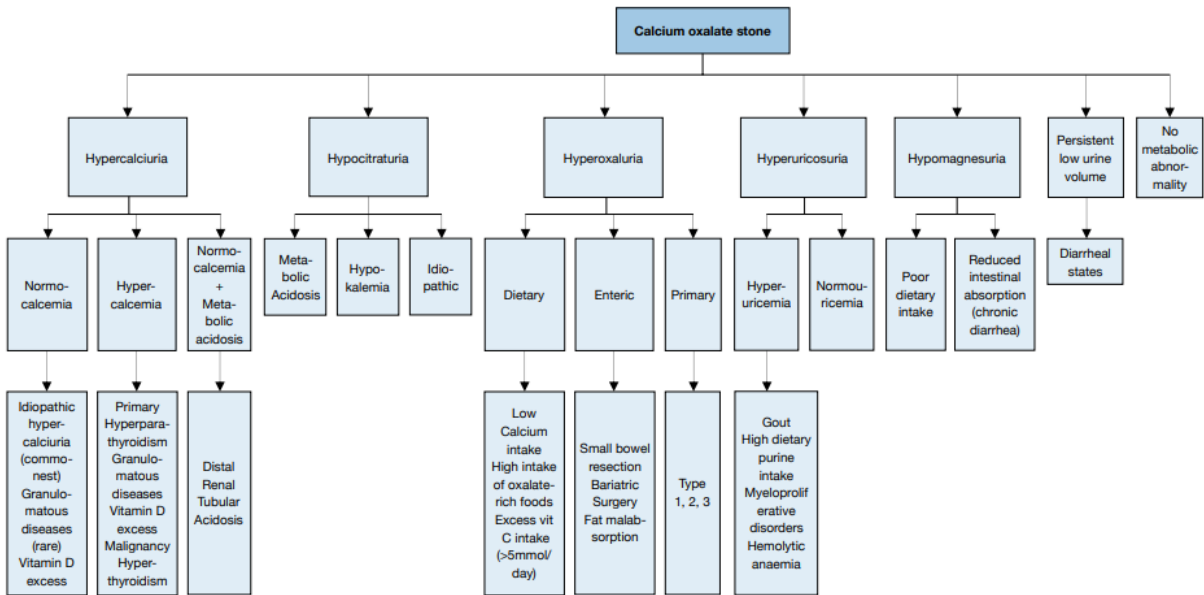 Calcium oxalate stone
Hypercalciuria
Hypocitraturia
Hyperoxaluria
Hyperuricosuria
Hypomagnesuria
Persistent
low urine
volume
No
metabolic
abnor-
mality
Normo-
calcemia
Hyper-
calcemia
Normo-
calcemia
+
Meta-
bolic
acidosis
Meta-
bolic
Acidosis
Hypo-
kalemia
Idio-
pathic
Dietary
Enteric
Primary
Hyper-
uricemia
Normou-
ricemia
Poor
dietary
intake
Reduced
intestinal
absorption
(chronic
diarrhea)
Diarrheal
states
Idiopathic
hyper-
calciuria
(commo-
nest)
Granulo-
matous
diseases
(rare)
Vitamin D
excess
Primary
Hyperpara-
thyroidism
Granulo-
matous
diseases
Vitamin D
excess
Malignancy
Hyper-
thyroidism
Distal
Renal
Tubular
Acidosis
Low
Calcium
intake
High intake
of oxalate-
rich foods
Excess vit
C intake
(>5mmol/
day)
Small bowel
resection
Bariatric
Surgery
Fat malab-
sorption
Type
1, 2, 3
Gout
High dietary
purine
intake
Myeloprolif
erative
disorders
Hemolytic
anaemia